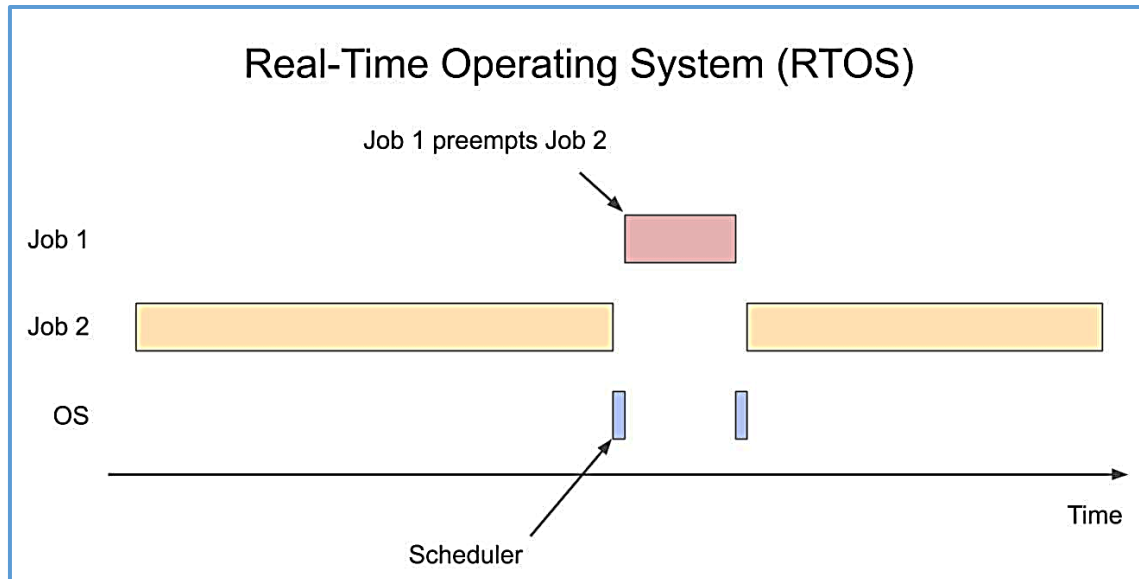 Real-Time Operating System (RTOS)
Job 1 preempts Job 2
Job 1
Job 2
OS
Time
Scheduler